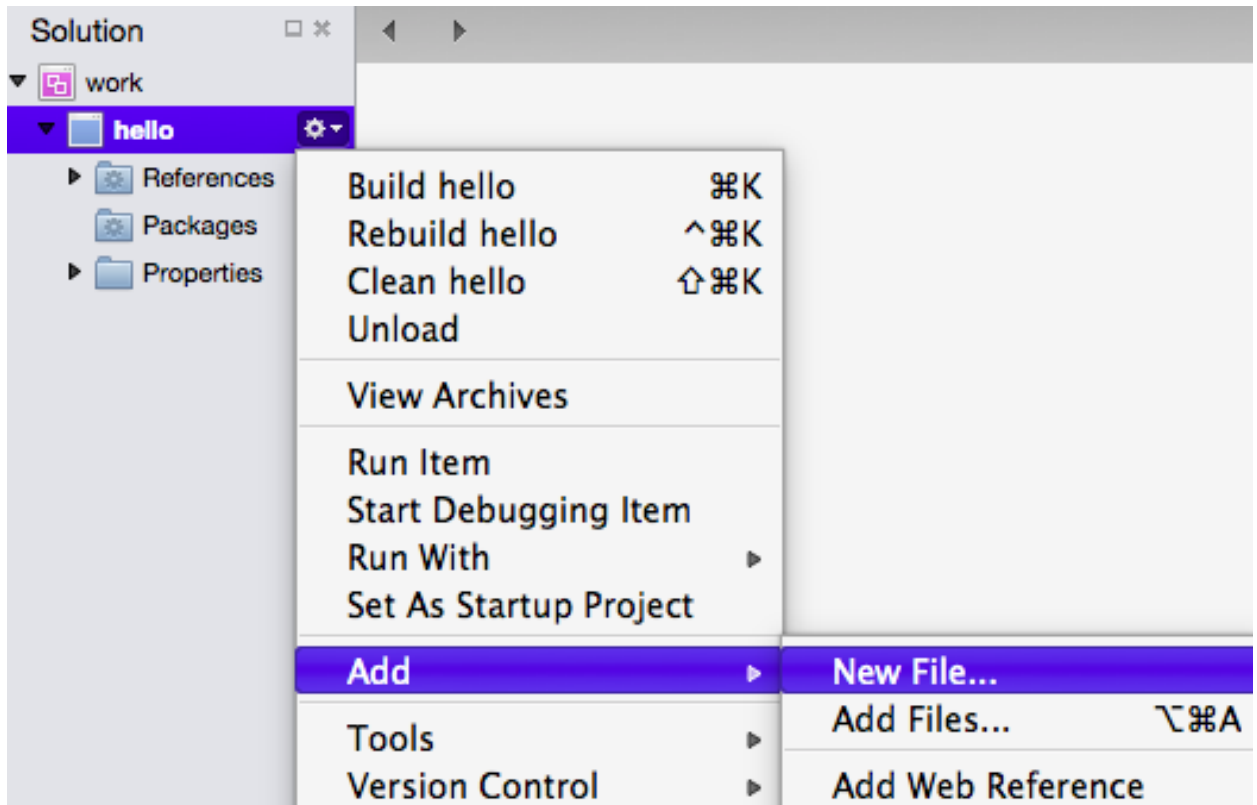 Solution
work
hello
References
Packages
Properties
Build hello ⌘K
Rebuild hello ^⌘K
Clean hello ⇧⌘K
Unload
View Archives
Run Item
Start Debugging Item
Run With
Set As Startup Project
Add
New File...
Add Files... ⌥⌘A
Add Web Reference
Tools
Version Control